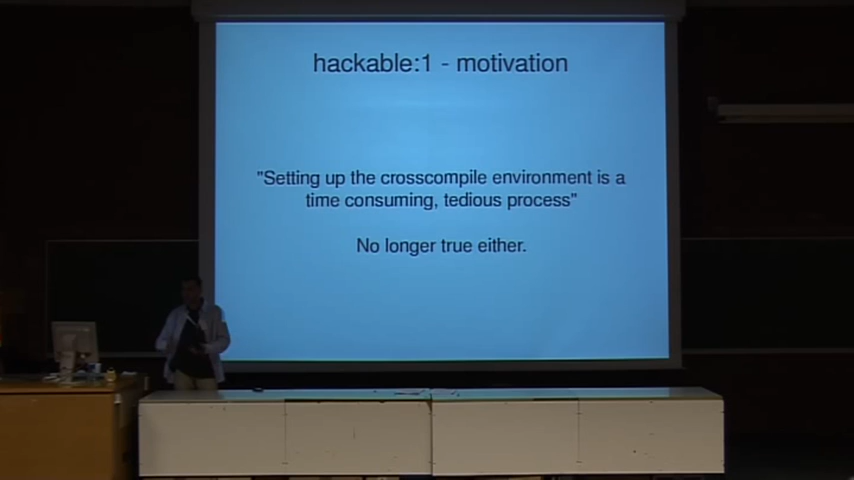 hackable:1 - motivation
"Setting up the crosscompile environment is a
time consuming, tedious process"
No longer true either.